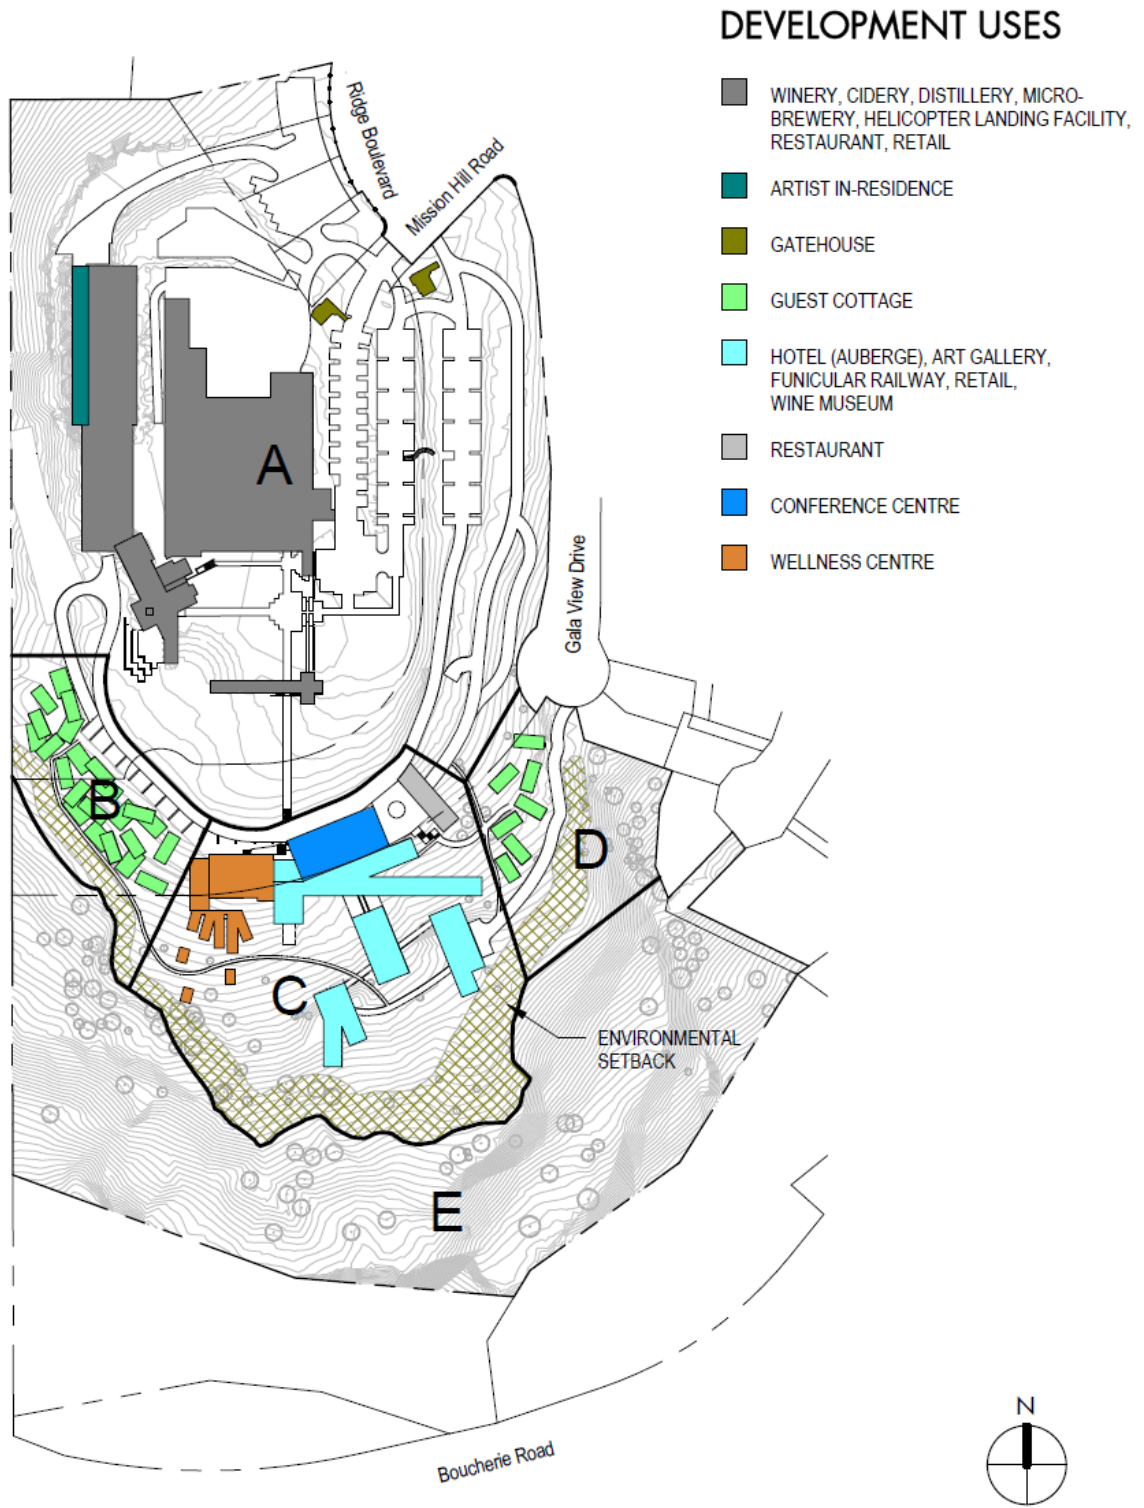 DEVELOPMENT USES
WINERY, CIDERY, DISTILLERY, MICRO-
BREWERY, HELICOPTER LANDING FACILITY,
RESTAURANT, RETAIL
ARTIST IN-RESIDENCE
GATEHOUSE
GUEST COTTAGE
HOTEL (AUBERGE), ART GALLERY,
FUNICULAR RAILWAY, RETAIL,
WINE MUSEUM
RESTAURANT
CONFERENCE CENTRE
WELLNESS CENTRE
Ridge Boulevard
Mission Hill Road
A
Gala View Drive
B
D
C
ENVIRONMENTAL
SETBACK
E
N
Boucherie Road